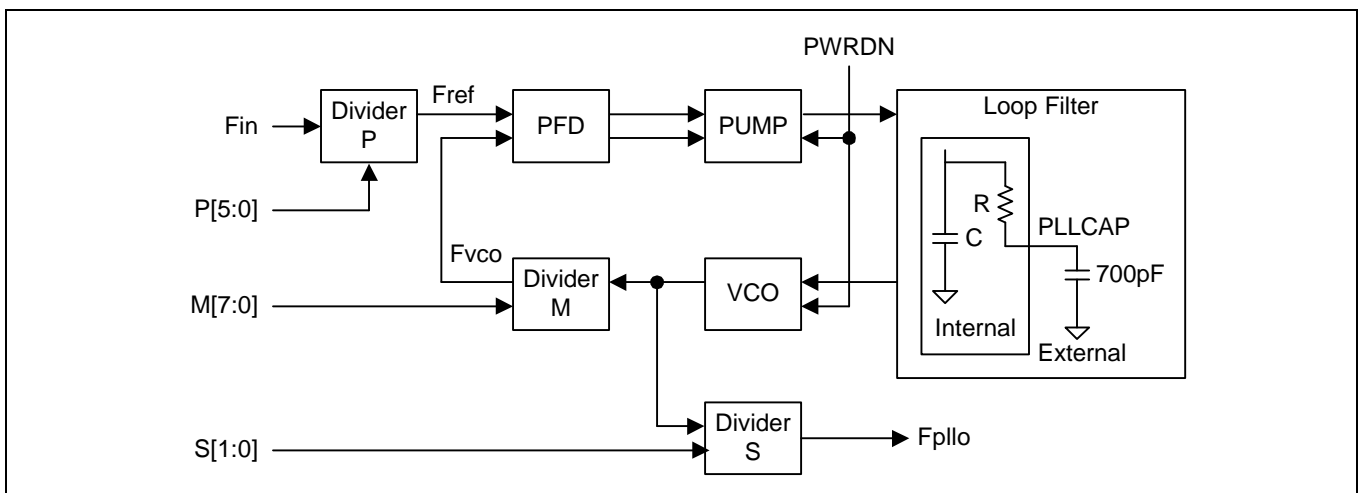 PWRDN
Fin
Divider
P
Fref
PFD
PUMP
Loop Filter
P[5:0]
R
C
PLLCAP
700pF
Internal
External
Fvco
Divider
M
VCO
M[7:0]
Divider
S
S[1:0]
Fpllo